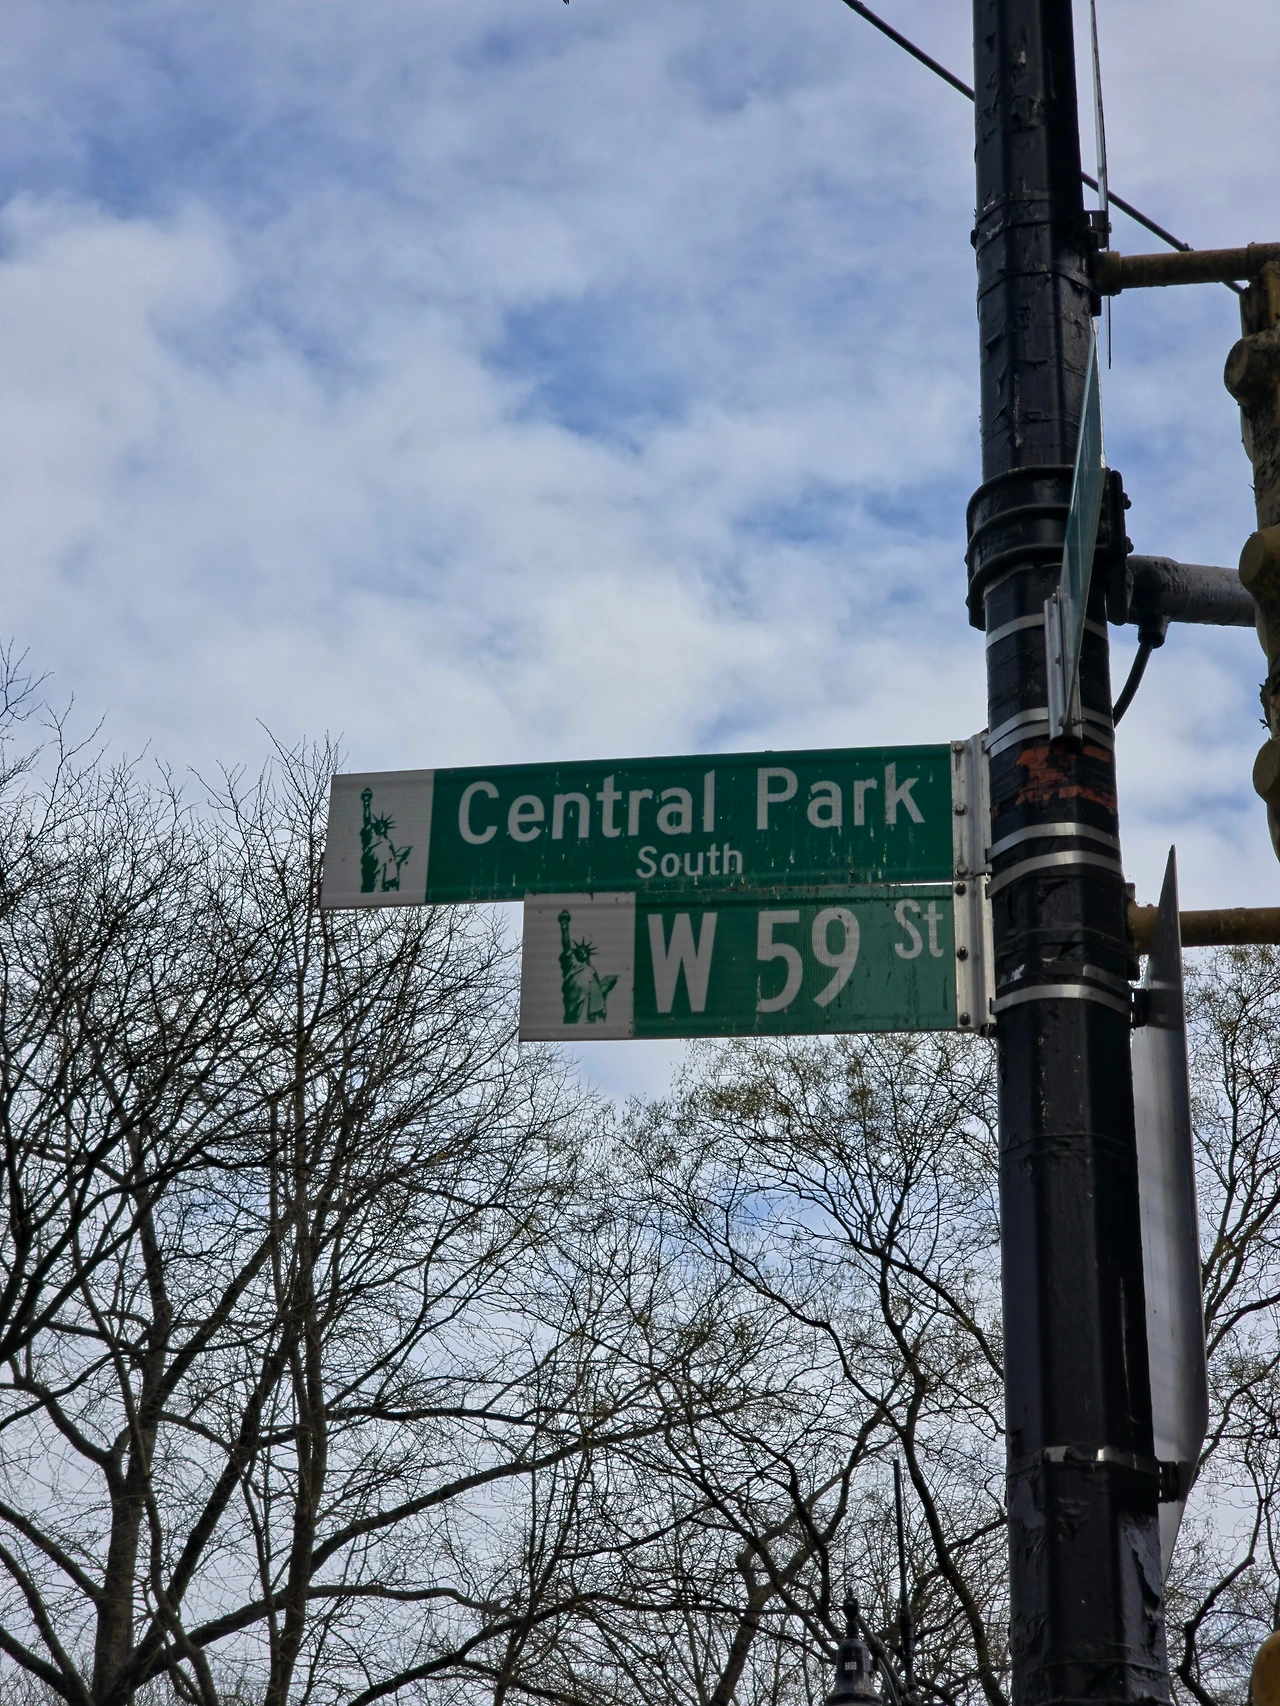 Central Park
South
W 59 St